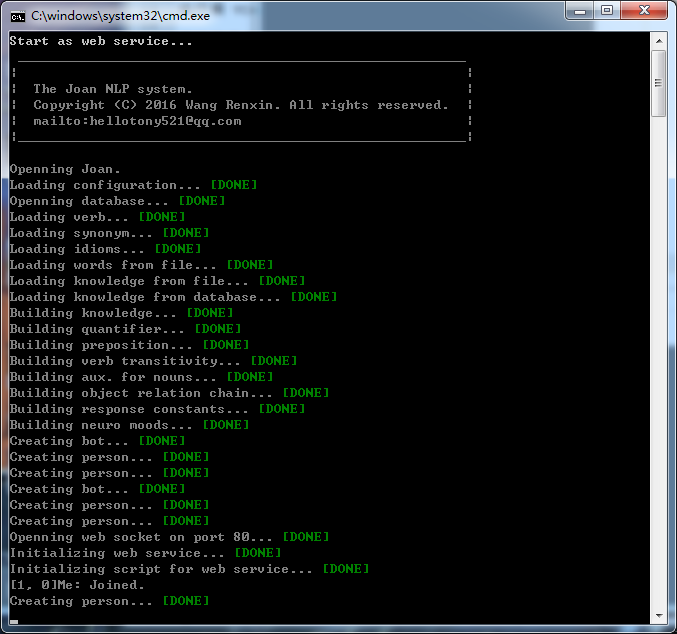 C:\windows\system32\cmd.exe
Start as web service...
The Joan NLP system.
Copyright (C) 2016 Wang Renxin. All rights reserved.
mailto:hellotony521@qq.com
Openning Joan.
Loading configuration... [DONE]
Openning database... [DONE]
Loading verb... [DONE]
Loading synonym... [DONE]
Loading idioms... [DONE]
Loading words from file... [DONE]
Loading knowledge from file... [DONE]
Loading knowledge from database... [DONE]
Building knowledge... [DONE]
Building quantifier... [DONE]
Building preposition... [DONE]
Building verb transitivity... [DONE]
Building aux. for nouns... [DONE]
Building object relation chain... [DONE]
Building response constants... [DONE]
Building neuro moods... [DONE]
Creating bot... [DONE]
Creating person... [DONE]
Creating person... [DONE]
Creating bot... [DONE]
Creating person... [DONE]
Creating person... [DONE]
Openning web socket on port 80... [DONE]
Initializing web service... [DONE]
Initializing script for web service... [DONE]
[1, 0]Me: Joined.
Creating person... [DONE]